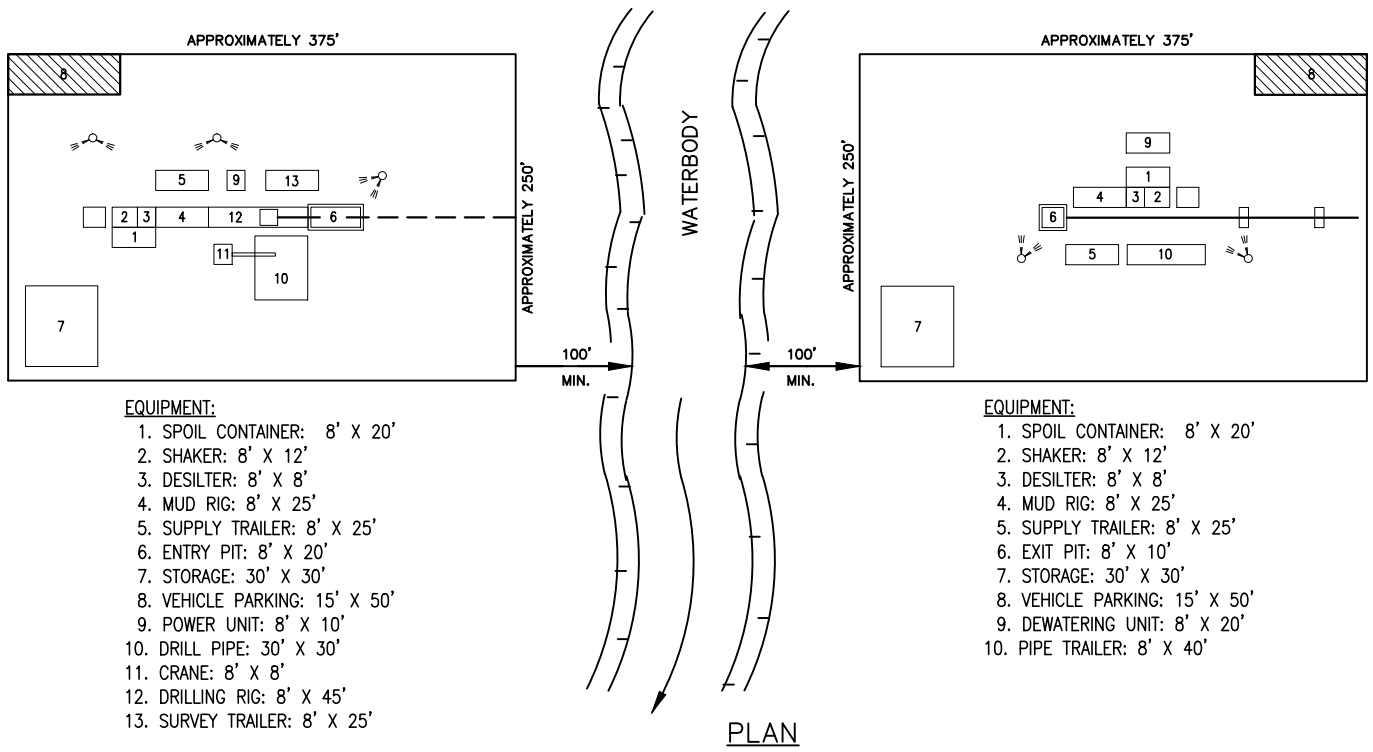 APPROXIMATELY 375'
8
5
9
13
2
3
4
12
6
1
11
10
7
APPROXIMATELY 250'
100'
MIN.
WATERBODY
APPROXIMATELY 375'
8
9
1
4
3
2
6
5
10
7
APPROXIMATELY 250'
100'
MIN.
EQUIPMENT:
1. SPOIL CONTAINER: 8' X 20'
2. SHAKER: 8' X 12'
3. DESILTER: 8' X 8'
4. MUD RIG: 8' X 25'
5. SUPPLY TRAILER: 8' X 25'
6. ENTRY PIT: 8' X 20'
7. STORAGE: 30' X 30'
8. VEHICLE PARKING: 15' X 50'
9. POWER UNIT: 8' X 10'
10. DRILL PIPE: 30' X 30'
11. CRANE: 8' X 8'
12. DRILLING RIG: 8' X 45'
13. SURVEY TRAILER: 8' X 25'
EQUIPMENT:
1. SPOIL CONTAINER: 8' X 20'
2. SHAKER: 8' X 12'
3. DESILTER: 8' X 8'
4. MUD RIG: 8' X 25'
5. SUPPLY TRAILER: 8' X 25'
6. EXIT PIT: 8' X 10'
7. STORAGE: 30' X 30'
8. VEHICLE PARKING: 15' X 50'
9. DEWATERING UNIT: 8' X 20'
10. PIPE TRAILER: 8' X 40'
PLAN